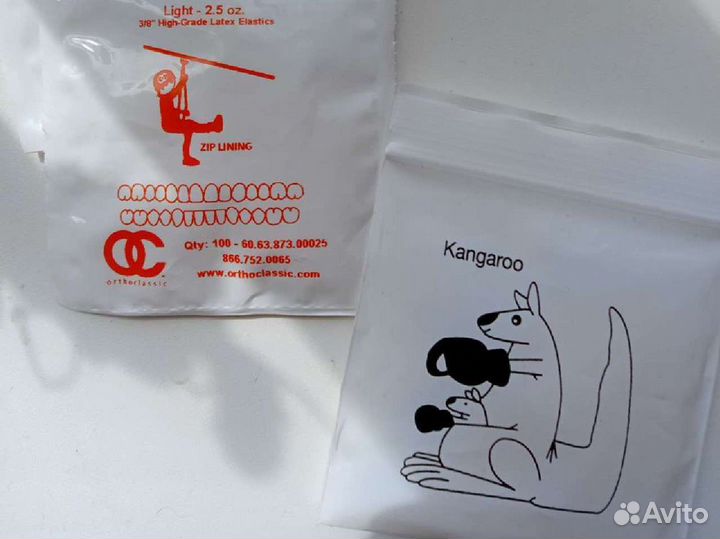 Light - 2.5 oz.
3/8" High-Grade Latex Elastics
OC
ZIP LINING
OC
orthoclassic
Qty: 100 - 60.63.873.00025
866.752.0065
www.orthoclassic.com
Kangaroo
Avito